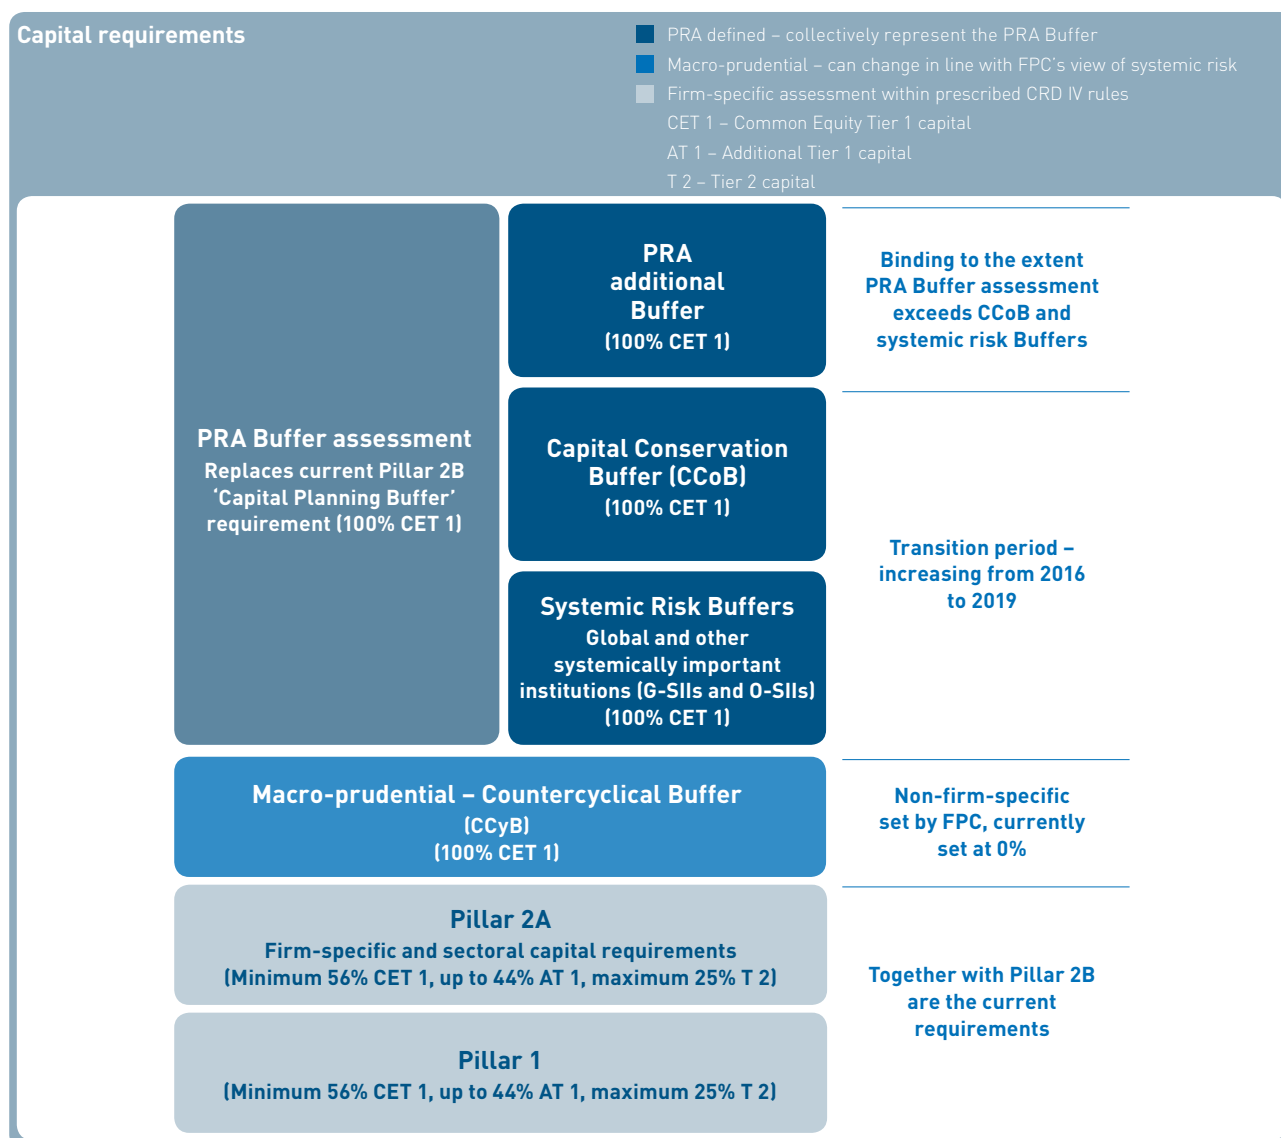 Capital requirements
PRA defined – collectively represent the PRA Buffer
Macro-prudential – can change in line with FPC's view of systemic risk
Firm-specific assessment within prescribed CRD IV rules
CET 1 – Common Equity Tier 1 capital
AT 1 – Additional Tier 1 capital
T 2 – Tier 2 capital
PRA Buffer assessment
Replaces current Pillar 2B
‘Capital Planning Buffer’
requirement (100% CET 1)
PRA
additional
Buffer
(100% CET 1)
Binding to the extent
PRA Buffer assessment
exceeds CCoB and
systemic risk Buffers
Capital Conservation
Buffer (CCoB)
(100% CET 1)
Systemic Risk Buffers
Global and other
systemically important
institutions (G-SIIs and O-SIIs)
(100% CET 1)
Transition period –
increasing from 2016
to 2019
Macro-prudential – Countercyclical Buffer
(CCyB)
(100% CET 1)
Non-firm-specific
set by FPC, currently
set at 0%
Pillar 2A
Firm-specific and sectoral capital requirements
(Minimum 56% CET 1, up to 44% AT 1, maximum 25% T 2)
Pillar 1
(Minimum 56% CET 1, up to 44% AT 1, maximum 25% T 2)
Together with Pillar 2B
are the current
requirements